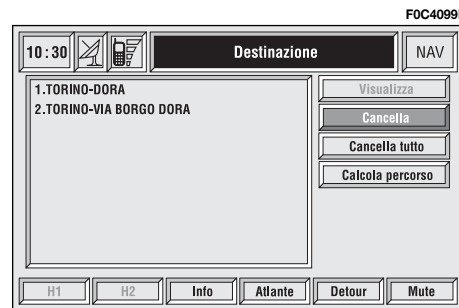 F0C4099
10:30 Destinazione NAV
1.TORINO-DORA
2.TORINO-VIA BORGO DORA
Visualizza
Cancella
Cancella tutto
Calcola percorso
H1 H2 Info Atlante Detour Mute